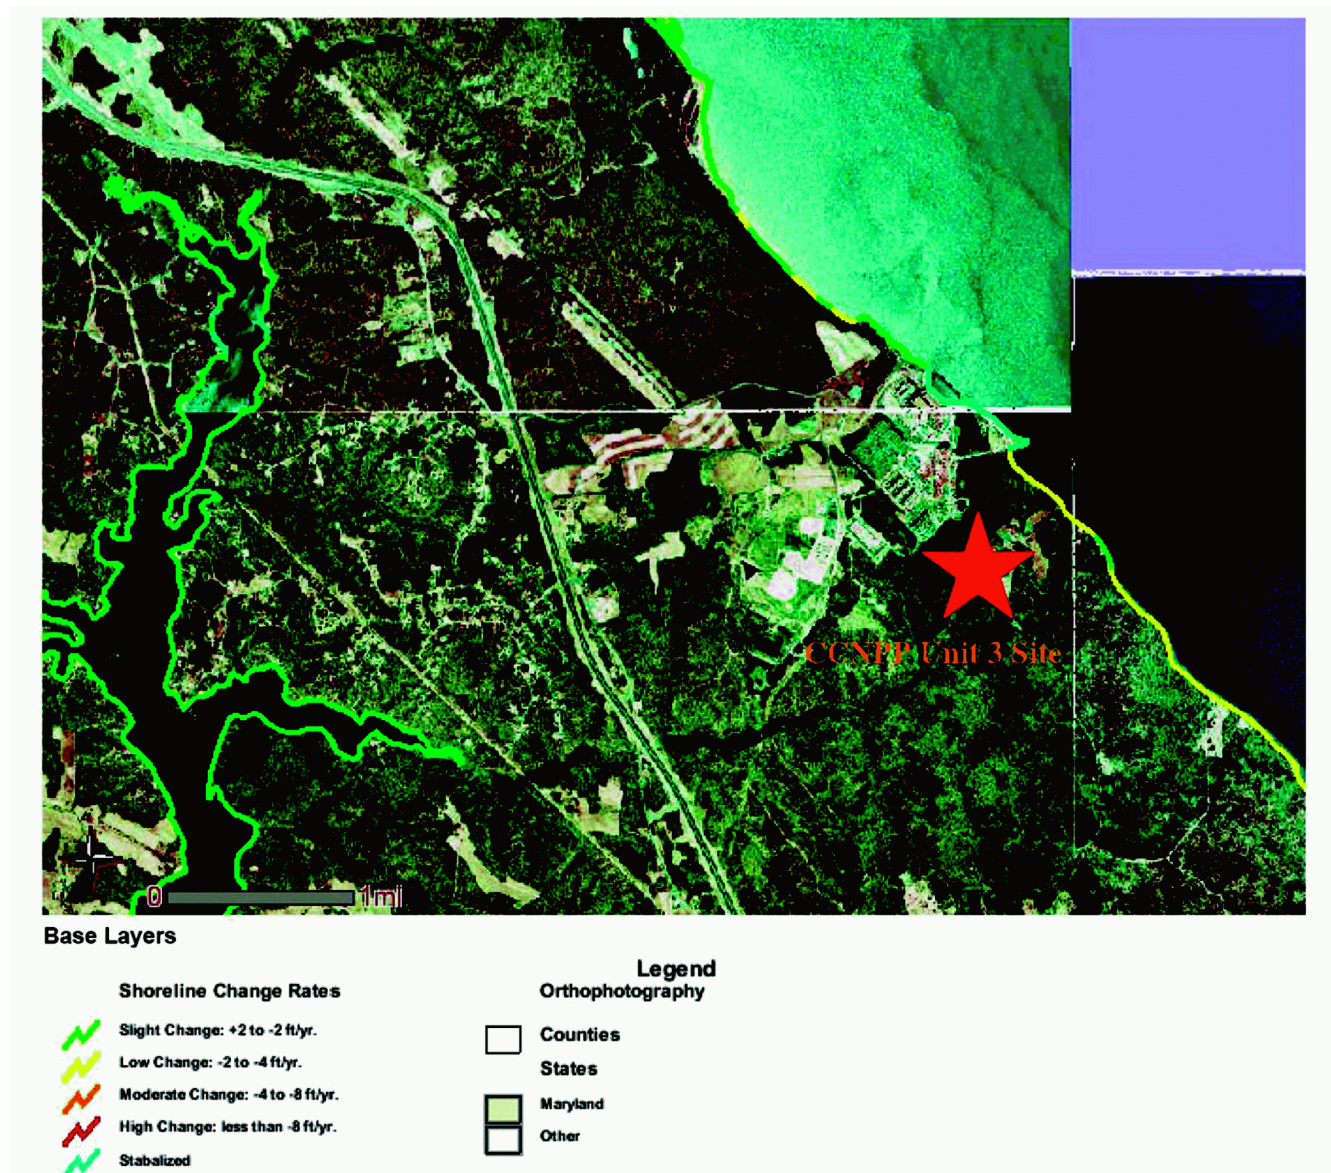 CCNPP Unit 3 Site
0 1mi
Base Layers
Legend
Shoreline Change Rates
Slight Change: +2 to -2 ft/yr.
Low Change: -2 to -4 ft/yr.
Moderate Change: -4 to -8 ft/yr.
High Change: less than -8 ft/yr.
Stabalized
Orthophotography
Counties
States
Maryland
Other